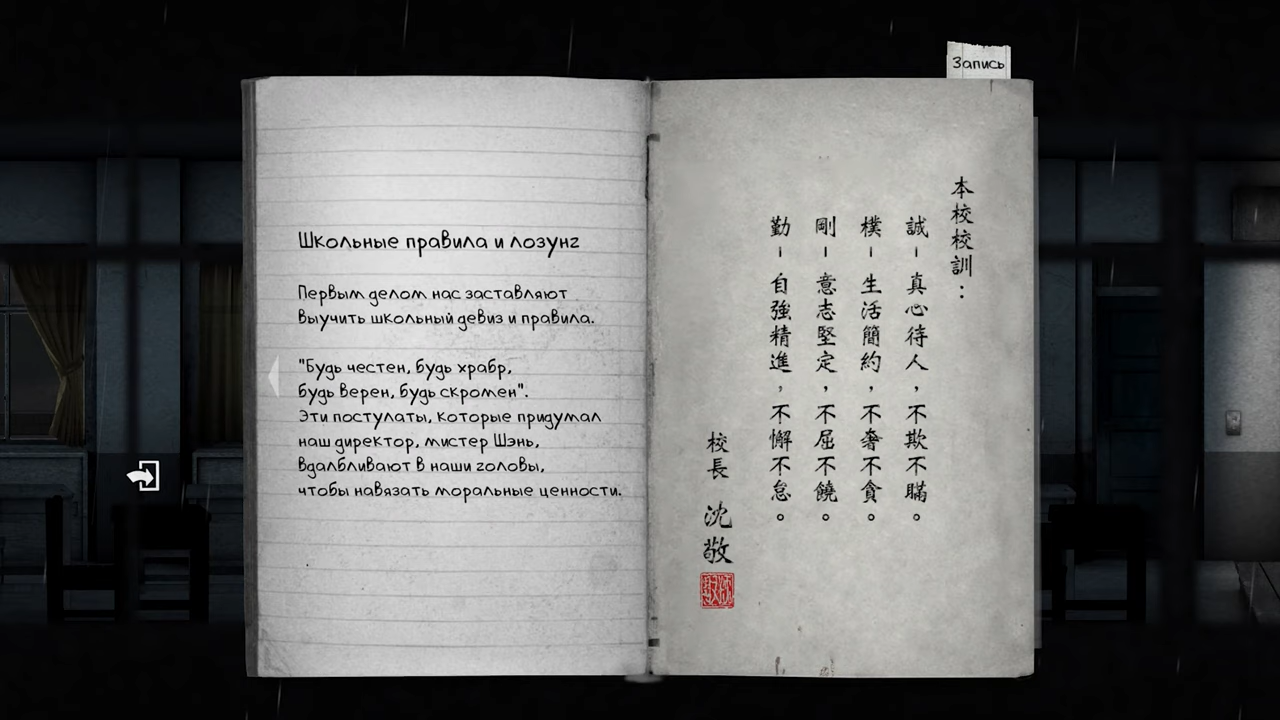 Запись
Школьные правила и лозунг
Первым делом нас заставляют
выучить школьный девиз и правила.
"Будь честен, будь храбр,
будь верен, будь скромен".
Эти постулаты, которые придумал
наш директор, мистер Шэнь,
вдалбливают в наши головы,
чтобы навязать моральные ценности.
本校校訓：
誠－真心待人，不欺不瞞。
樸－生活簡約，不奢不貪。
剛－意志堅定，不屈不饒。
勤－自強精進，不懈不怠。
校長 沈敬